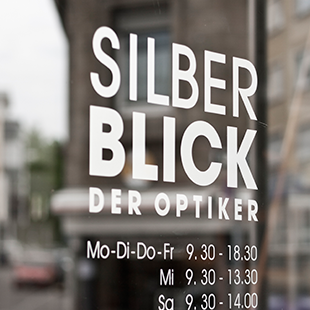 SILBER
BLICK
DER OPTIKER
Mo-Di-Do-Fr 9.30 - 18.30
Mi 9.30 - 13.30
Sa 9.30 - 14.00